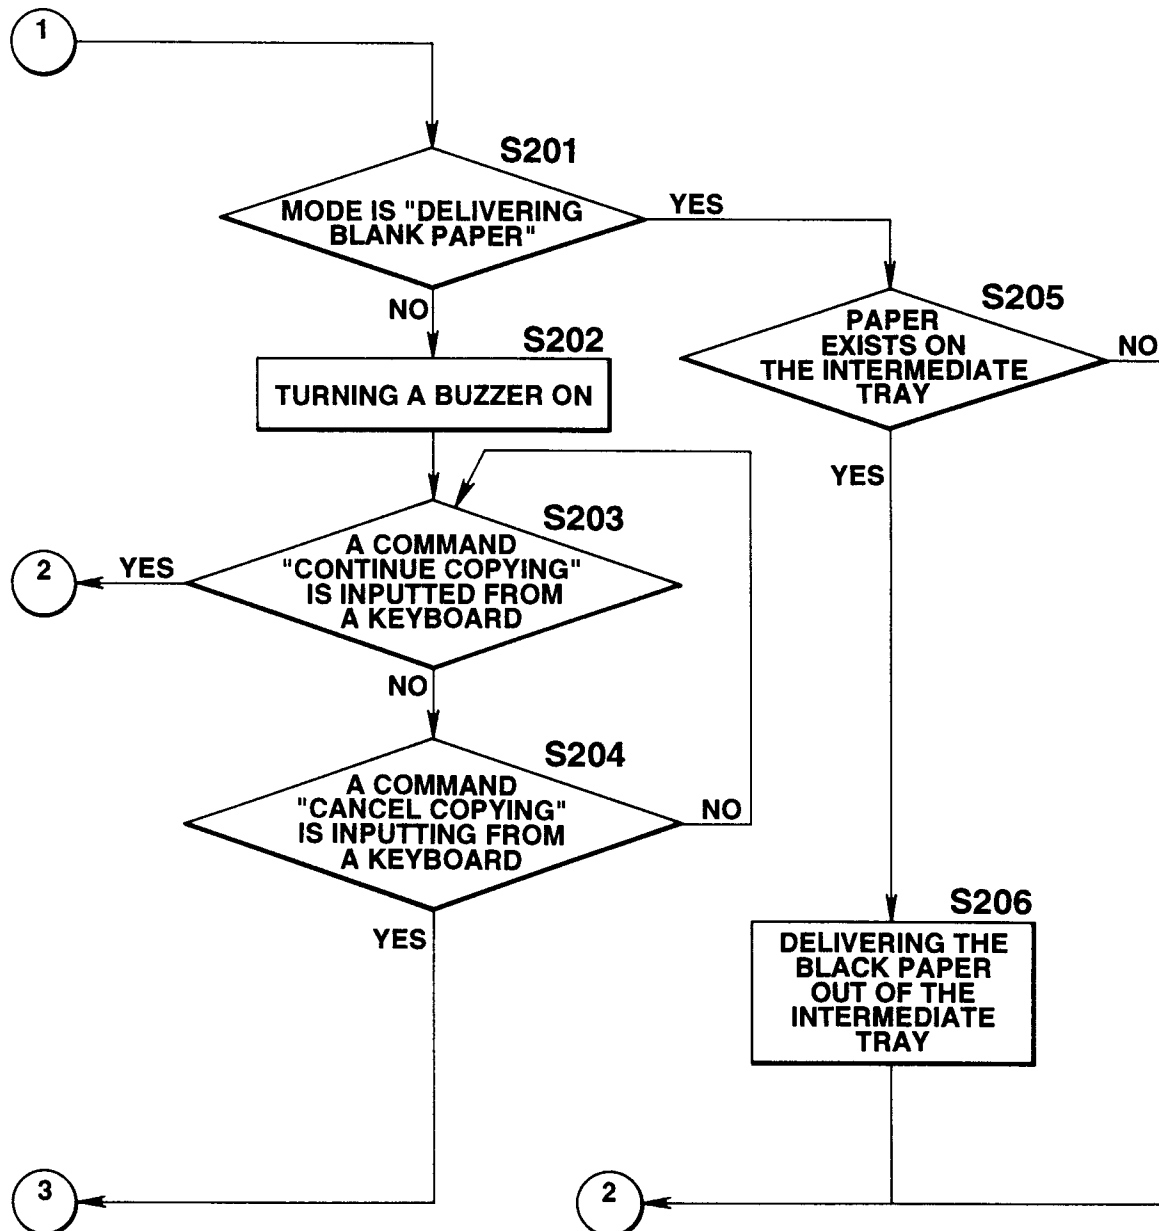 1
S201
MODE IS "DELIVERING
BLANK PAPER"
YES
NO
S202
TURNING A BUZZER ON
S205
PAPER
EXISTS ON
THE INTERMEDIATE
TRAY
NO
YES
S203
A COMMAND
"CONTINUE COPYING"
IS INPUTTED FROM
A KEYBOARD
YES
2
NO
S204
A COMMAND
"CANCEL COPYING"
IS INPUTTING FROM
A KEYBOARD
NO
YES
S206
DELIVERING THE
BLACK PAPER
OUT OF THE
INTERMEDIATE
TRAY
3
2